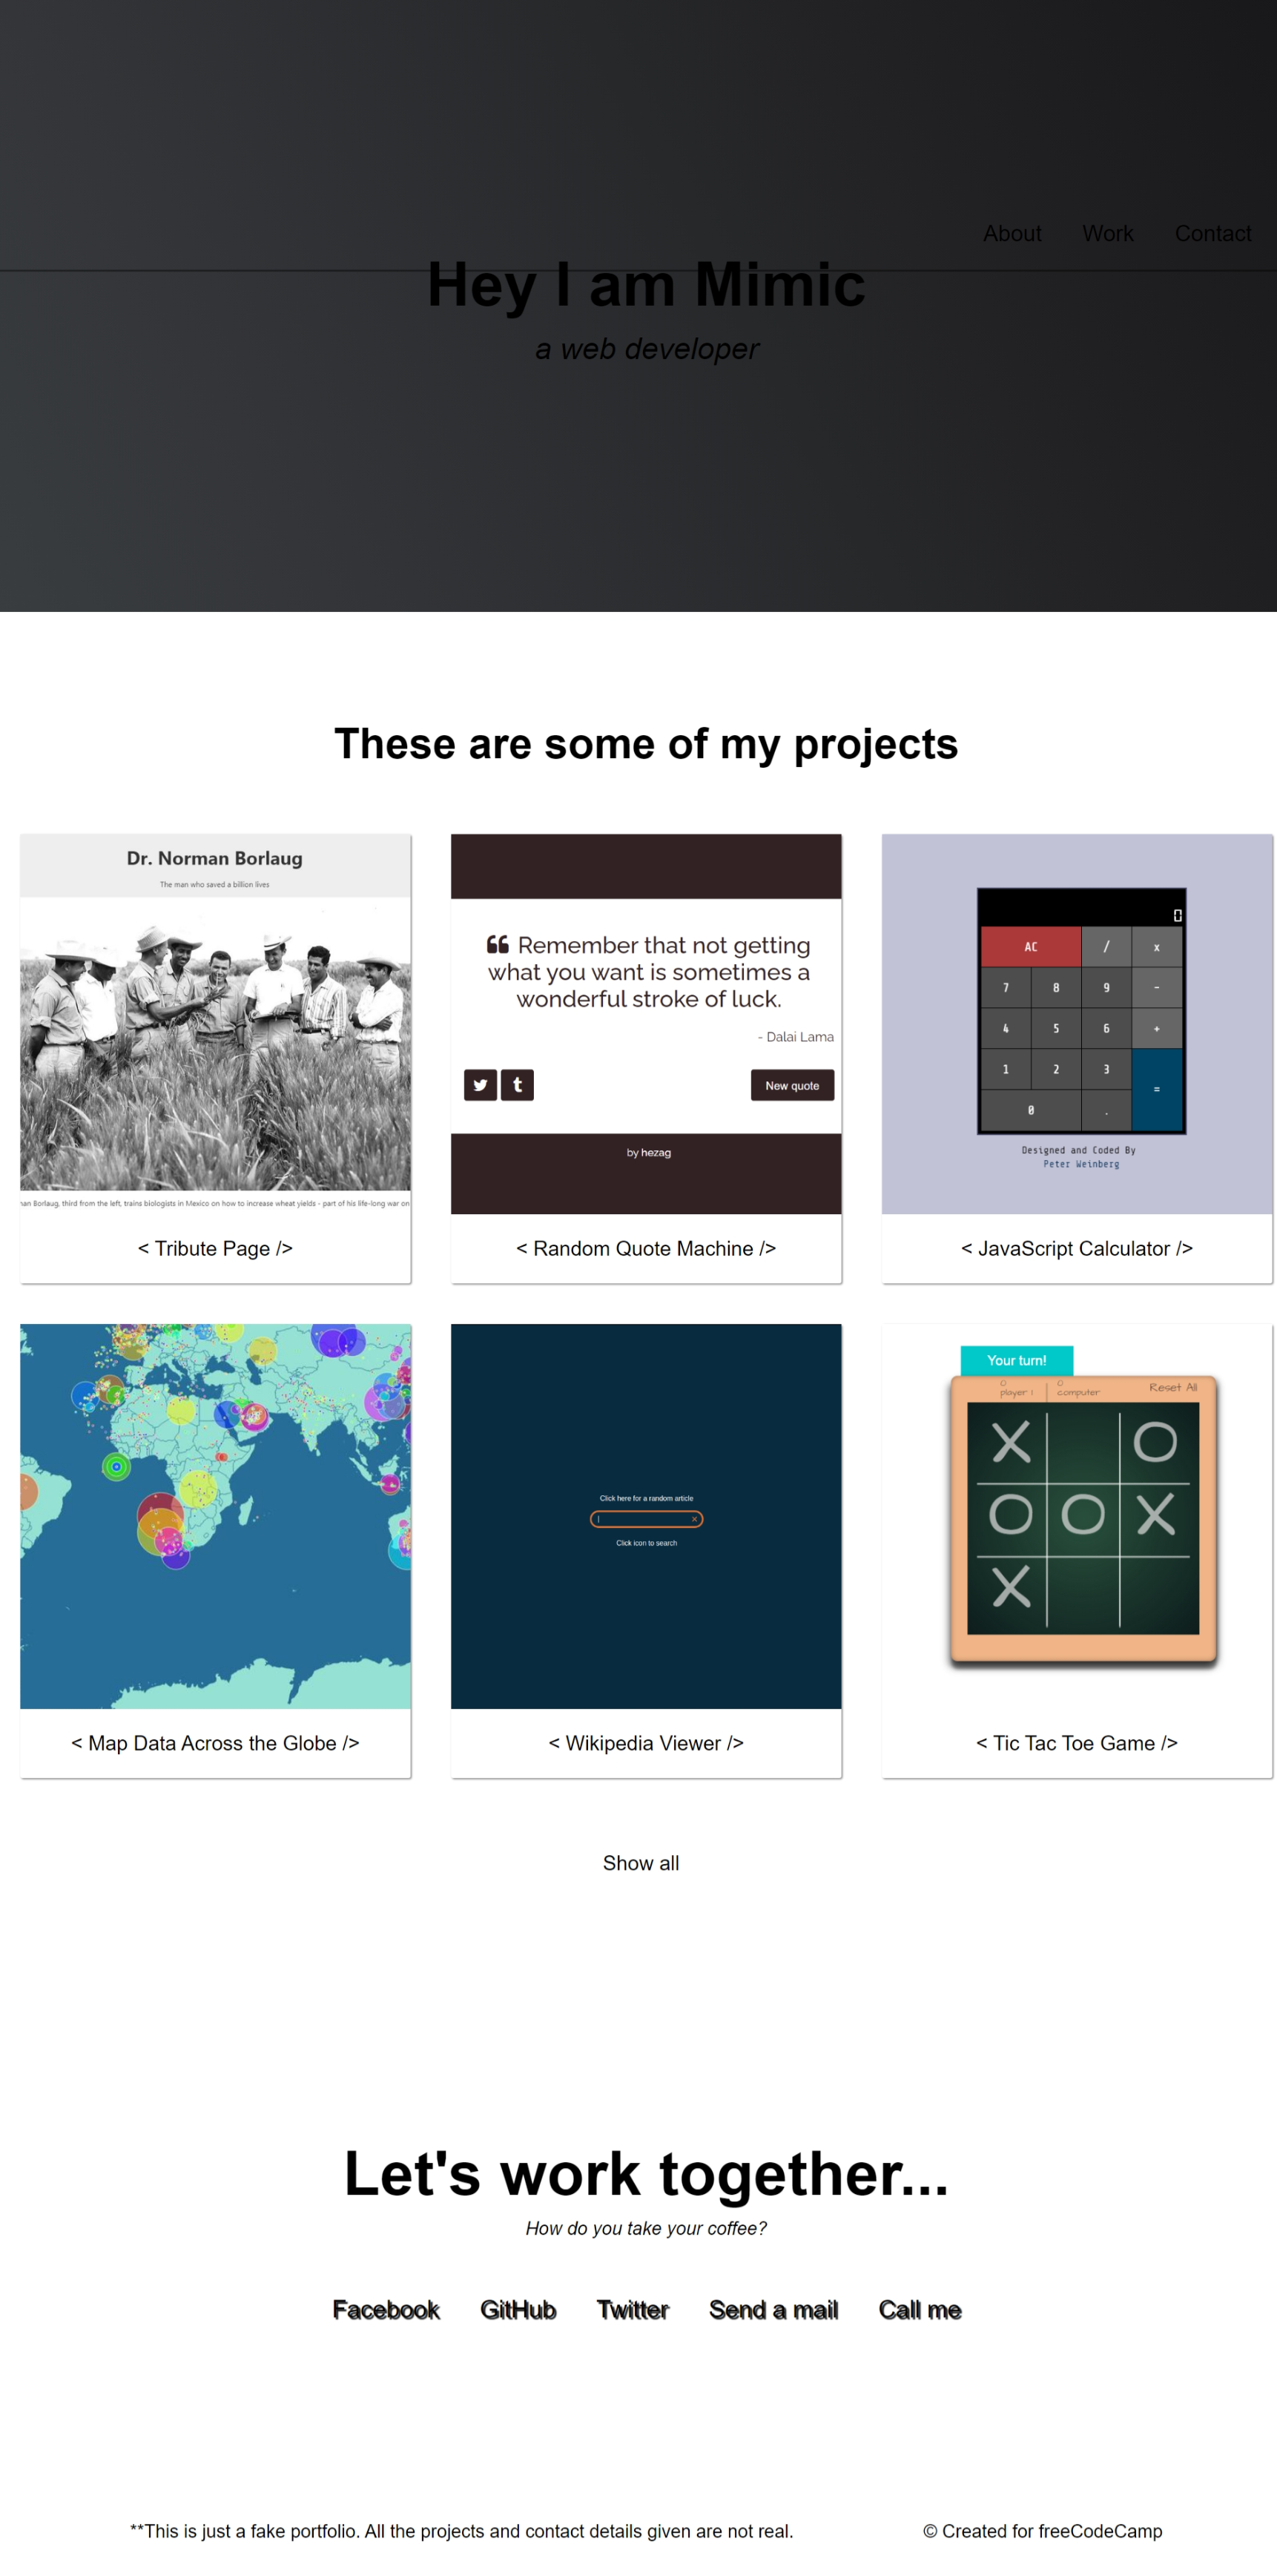 About Work Contact
Hey I am Mimic
a web developer
These are some of my projects
Dr. Norman Borlaug
The man who saved a billion lives
Borlaug, third from the left, trains biologists in Mexico on how to increase wheat yields - part of his life-long war on
< Tribute Page />
“ Remember that not getting
what you want is sometimes a
wonderful stroke of luck.
- Dalai Lama
New quote
by hezag
< Random Quote Machine />
0
AC / x
7 8 9 -
4 5 6 +
1 2 3 =
0 .
Designed and Coded By
Peter Weinberg
< JavaScript Calculator />
< Map Data Across the Globe />
Click here for a random article
Click icon to search
< Wikipedia Viewer />
Your turn!
0 0
player 1 computer Reset All
X O
O O X
X
< Tic Tac Toe Game />
Show all
Let's work together...
How do you take your coffee?
Facebook GitHub Twitter Send a mail Call me
**This is just a fake portfolio. All the projects and contact details given are not real. © Created for freeCodeCamp